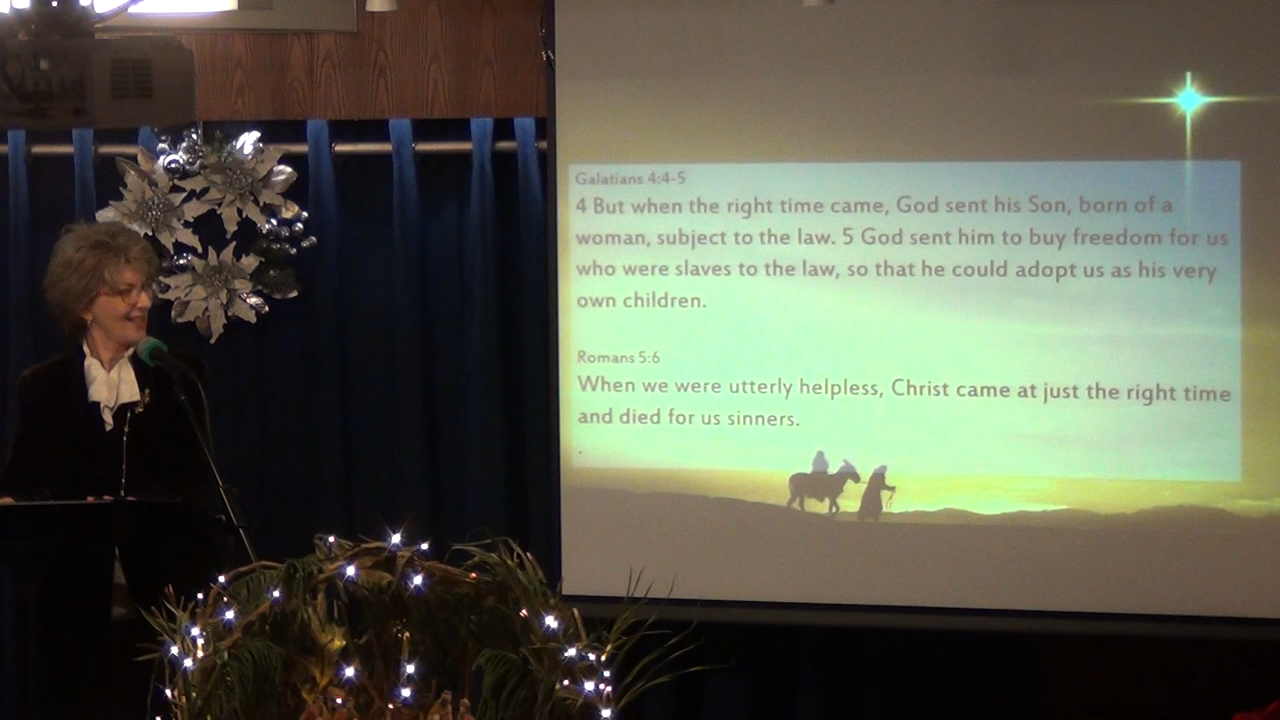 Galatians 4:4-5
4 But when the right time came, God sent his Son, born of a
woman, subject to the law. 5 God sent him to buy freedom for us
who were slaves to the law, so that he could adopt us as his very
own children.
Romans 5:6
When we were utterly helpless, Christ came at just the right time
and died for us sinners.
.